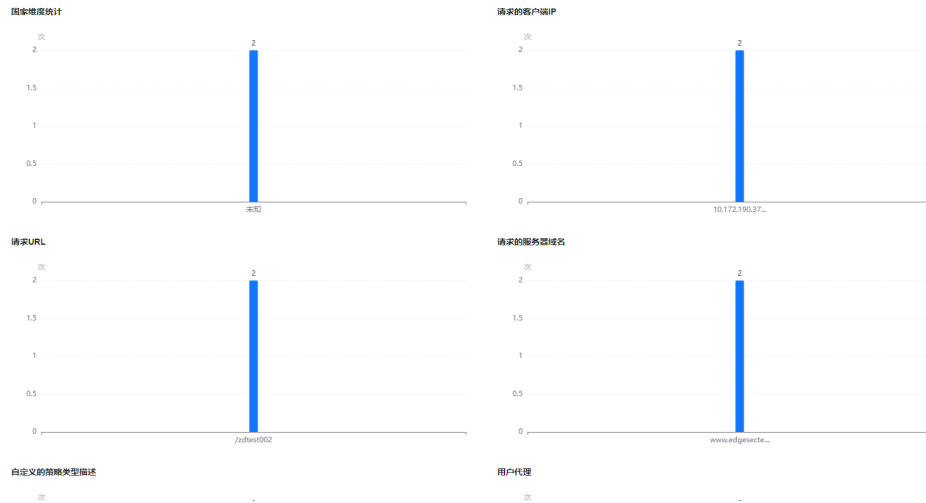 国家维度统计
次
2
2
1.5
1
0.5
0
未知
请求的客户端IP
次
2
2
1.5
1
0.5
0
10.172.190.37...
请求URL
次
2
2
1.5
1
0.5
0
/zdtest002
请求的服务器域名
次
2
2
1.5
1
0.5
0
www.edgesecte...
自定义的策略类型描述
次
用户代理
次